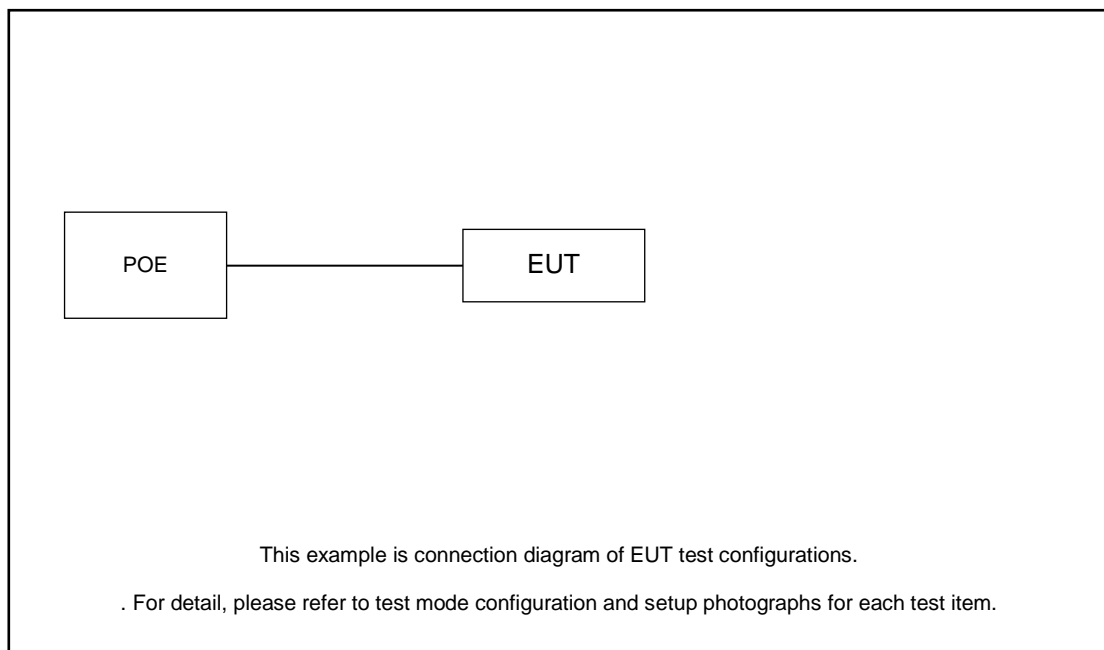 POE
EUT
This example is connection diagram of EUT test configurations.
. For detail, please refer to test mode configuration and setup photographs for each test item.